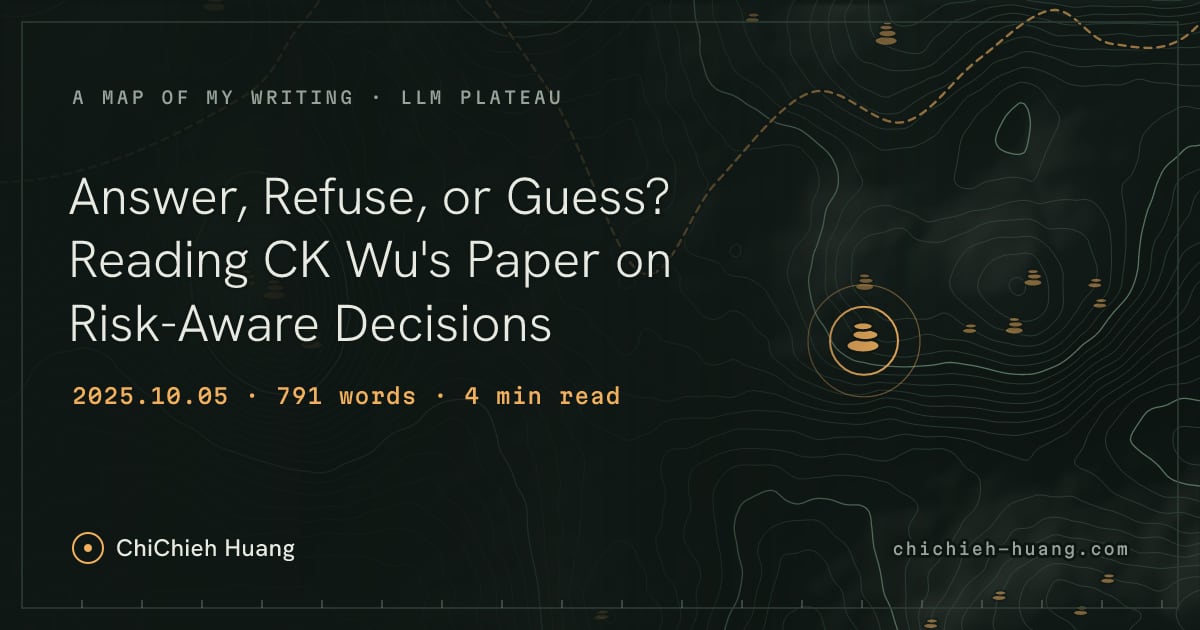 A MAP OF MY WRITING · LLM PLATEAU
Answer, Refuse, or Guess?
Reading CK Wu's Paper on
Risk-Aware Decisions
2025.10.05 · 791 words · 4 min read
ChiChieh Huang
chichieh-huang.com